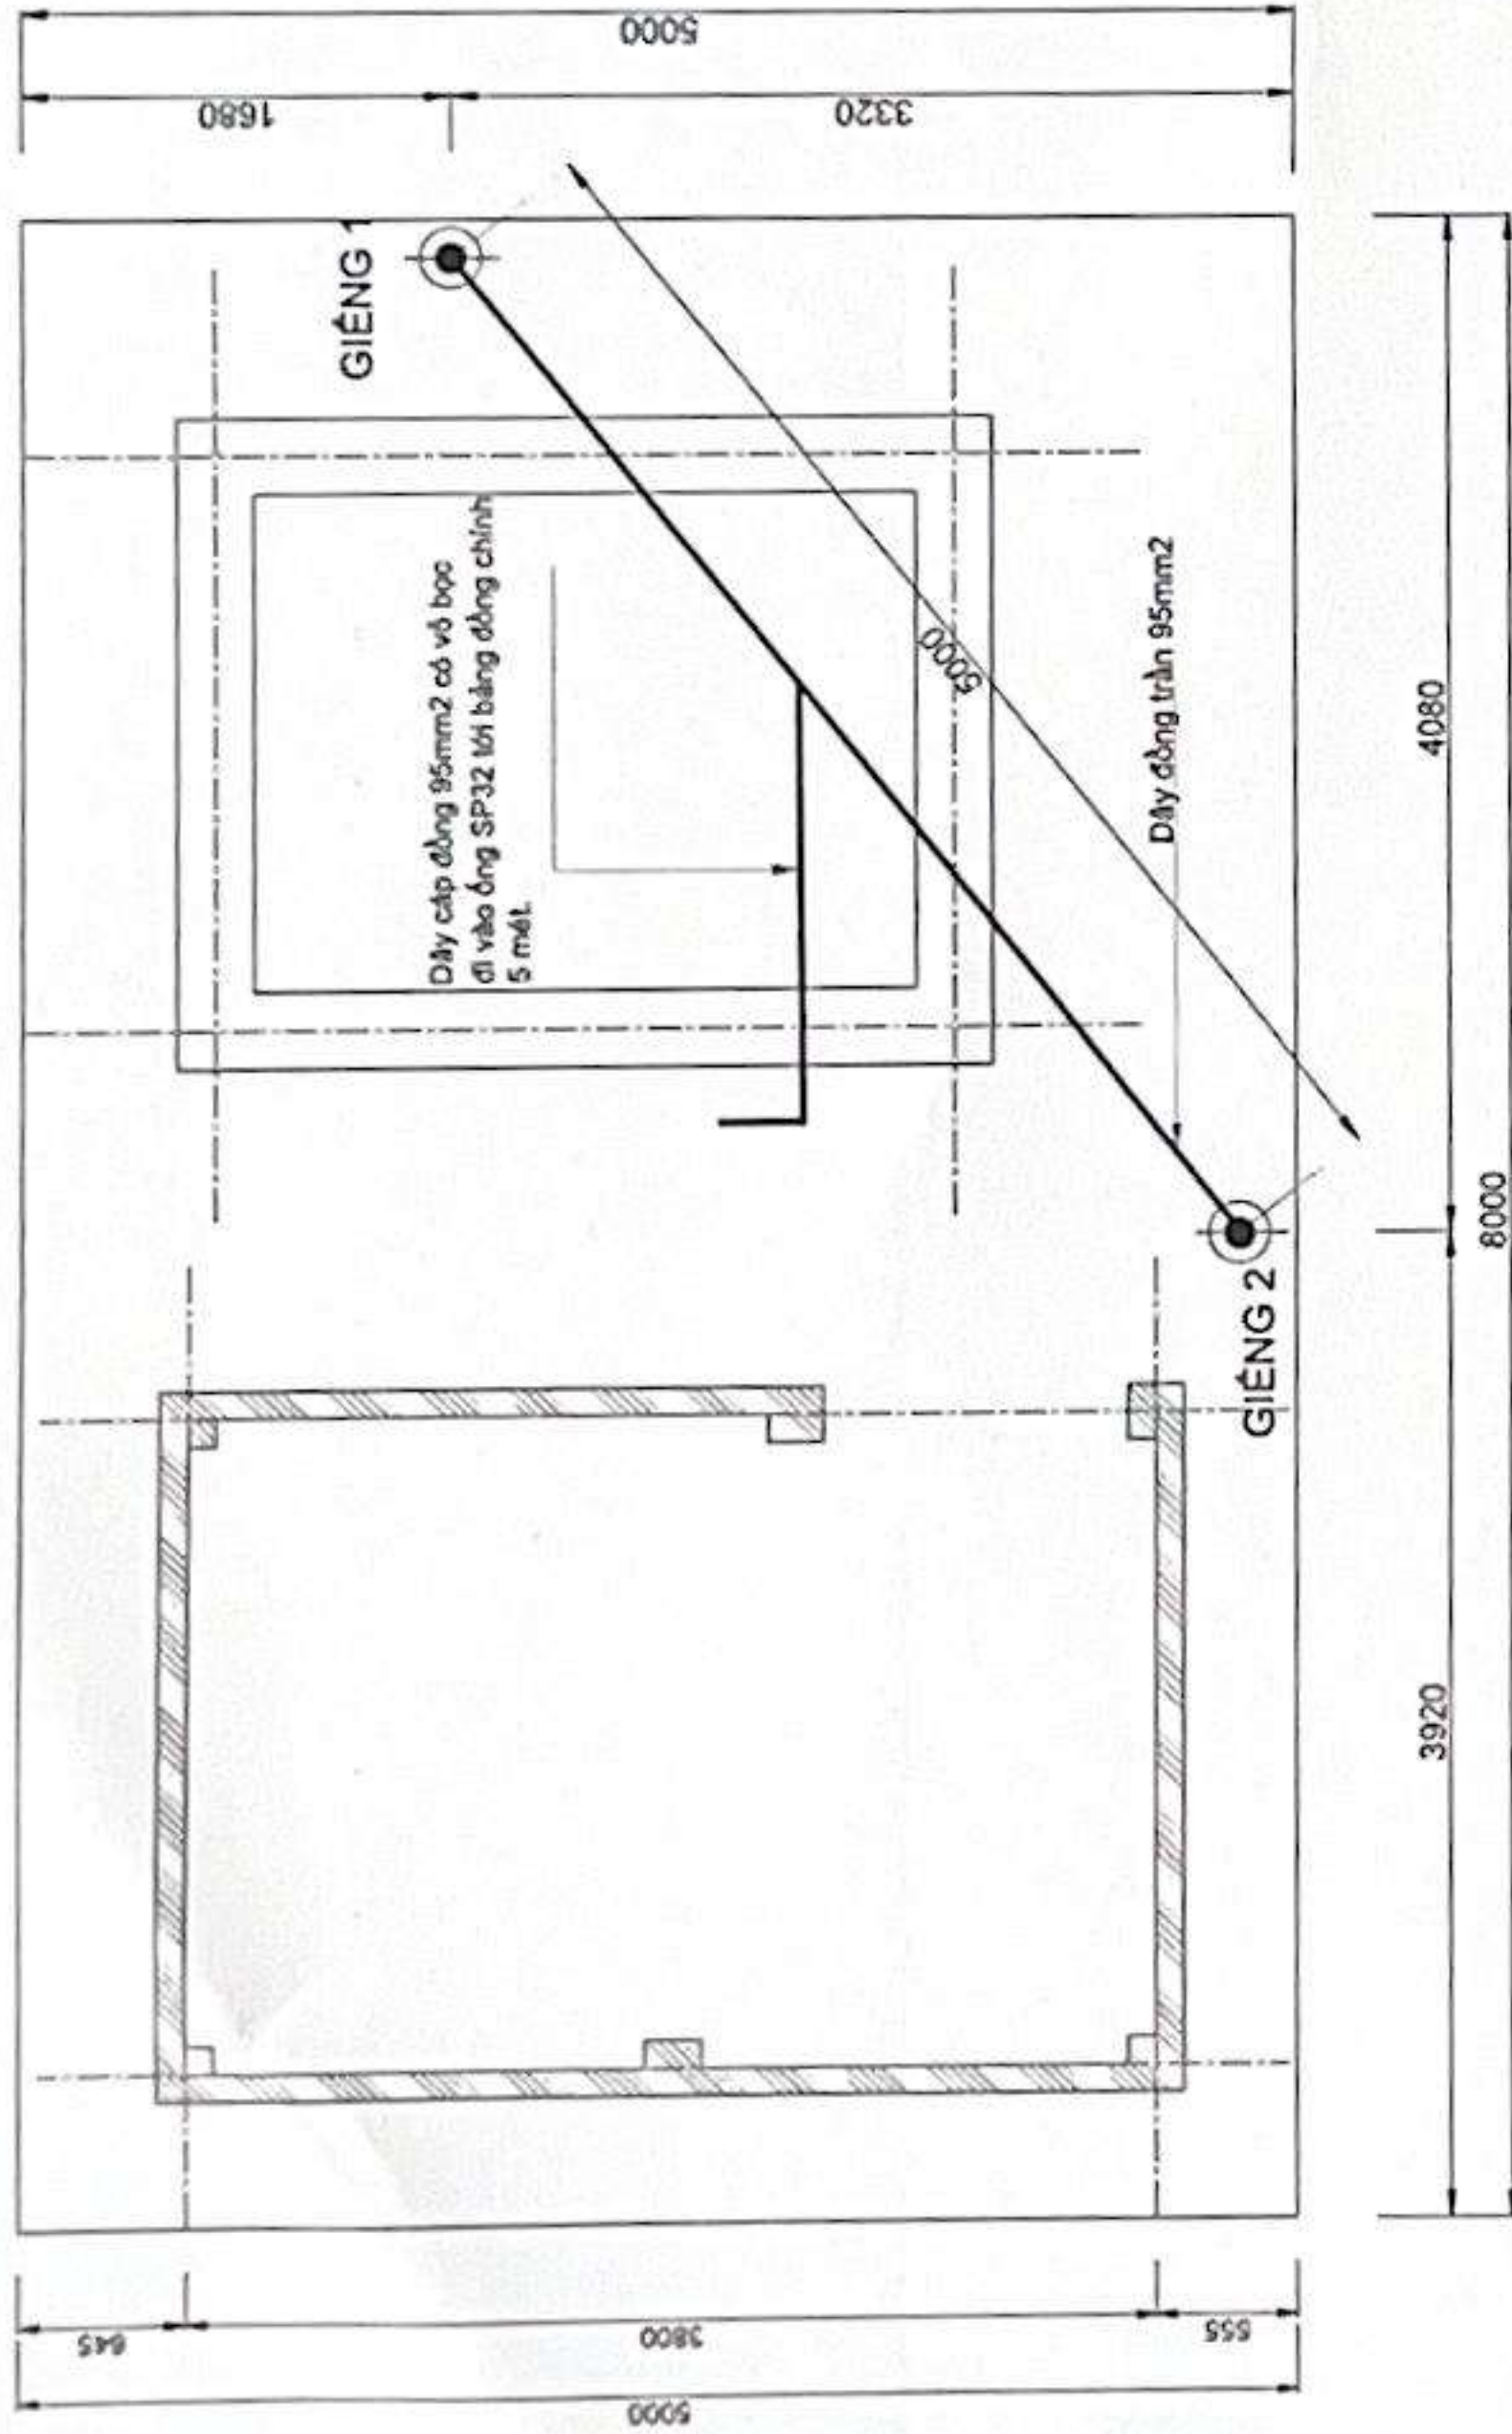 5000
1680
3320
GIẾNG 1
Dây cáp đồng 95mm2 có vỏ bọc
đi vào ống SP32 tới bảng đồng chính
5 mét.
5000
Dây đồng trần 95mm2
4080
8000
GIẾNG 2
3920
645
3800
555
5000